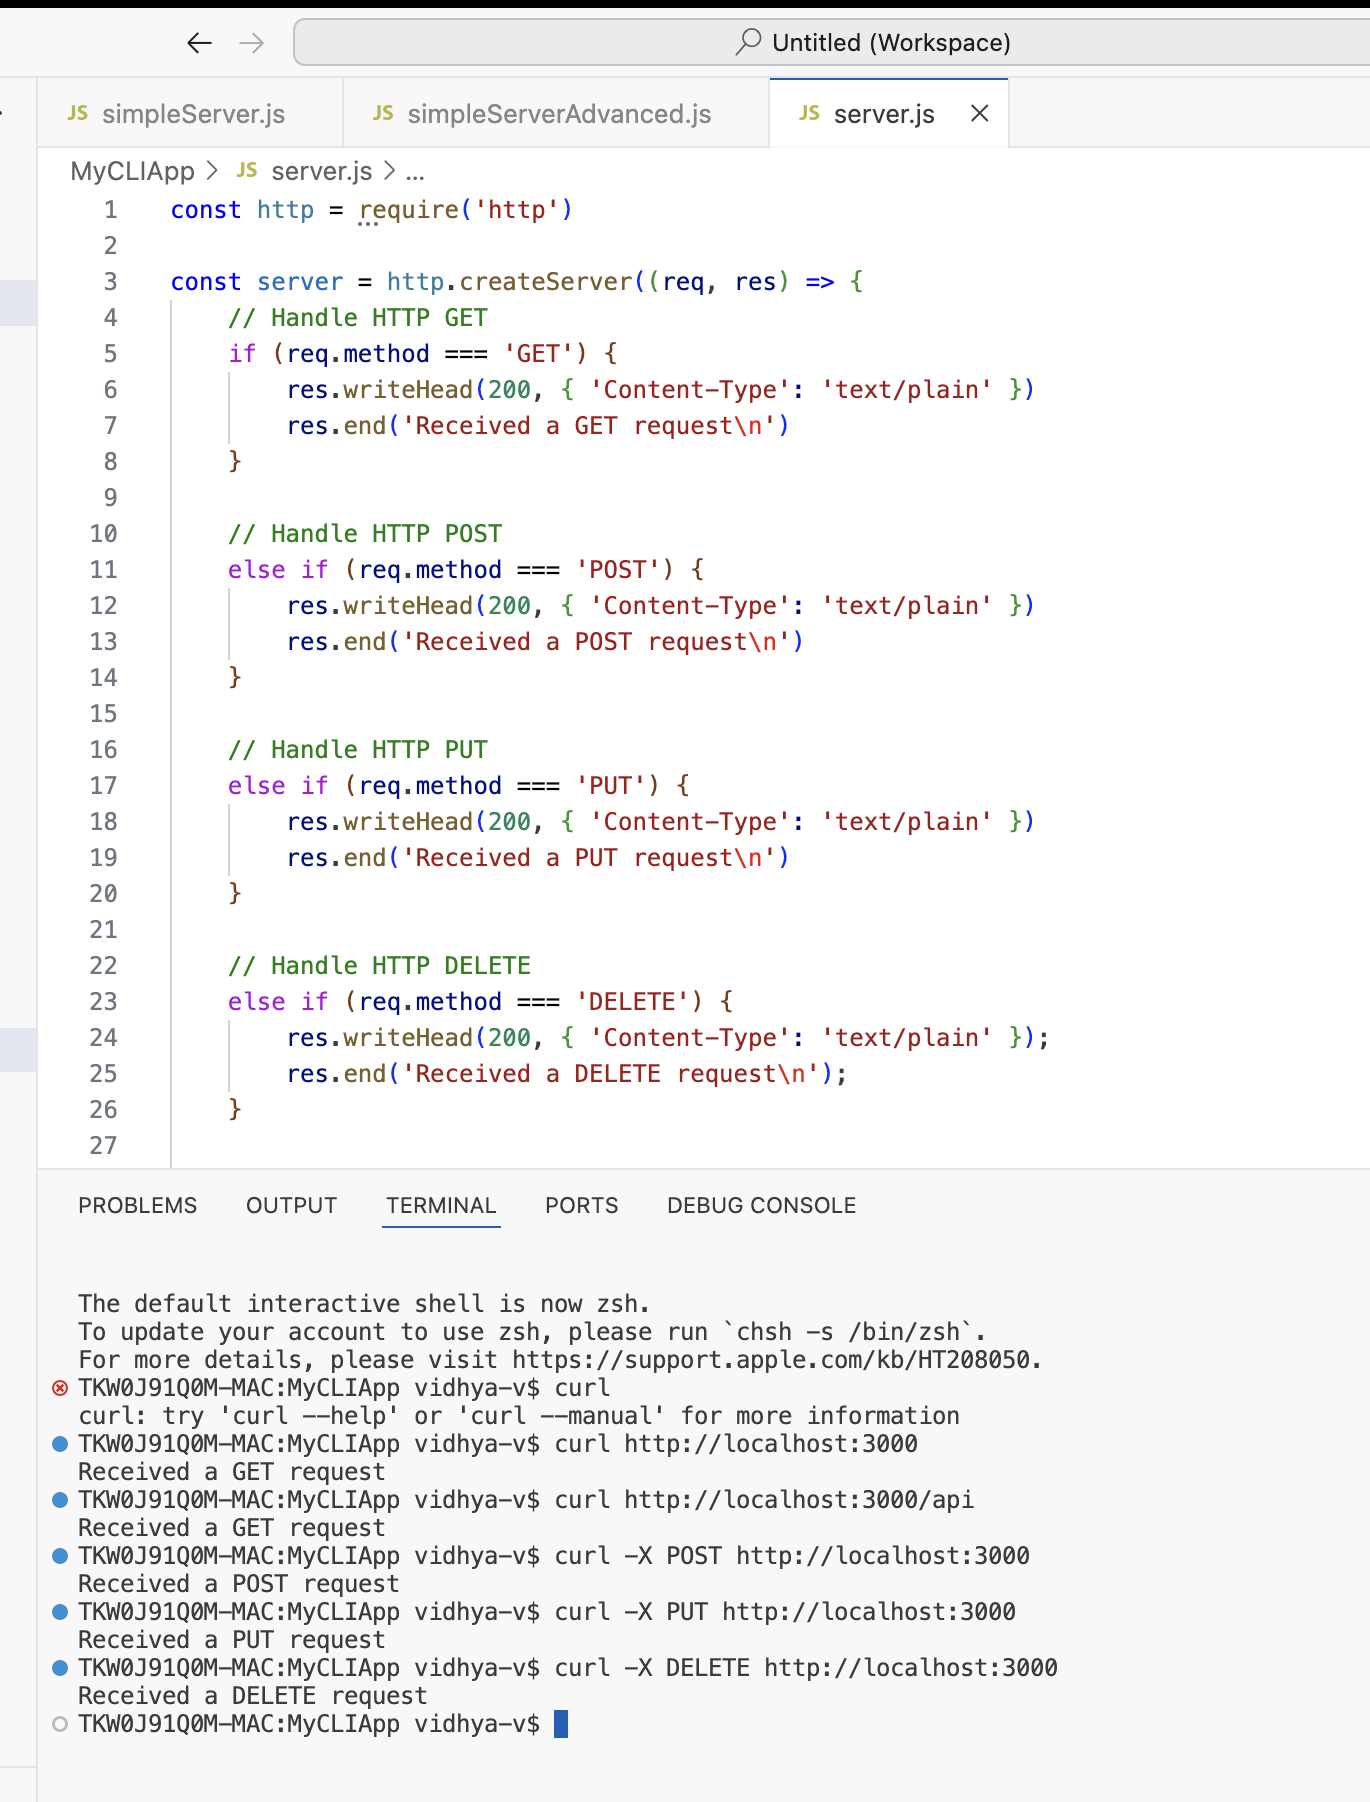 Untitled (Workspace)
JS simpleServer.js JS simpleServerAdvanced.js JS server.js
MyCLIApp > JS server.js > ...
1 const http = require('http')
2
3 const server = http.createServer((req, res) => {
4 // Handle HTTP GET
5 if (req.method === 'GET') {
6 res.writeHead(200, { 'Content-Type': 'text/plain' })
7 res.end('Received a GET request\n')
8 }
9
10 // Handle HTTP POST
11 else if (req.method === 'POST') {
12 res.writeHead(200, { 'Content-Type': 'text/plain' })
13 res.end('Received a POST request\n')
14 }
15
16 // Handle HTTP PUT
17 else if (req.method === 'PUT') {
18 res.writeHead(200, { 'Content-Type': 'text/plain' })
19 res.end('Received a PUT request\n')
20 }
21
22 // Handle HTTP DELETE
23 else if (req.method === 'DELETE') {
24 res.writeHead(200, { 'Content-Type': 'text/plain' });
25 res.end('Received a DELETE request\n');
26 }
27
PROBLEMS OUTPUT TERMINAL PORTS DEBUG CONSOLE
The default interactive shell is now zsh.
To update your account to use zsh, please run `chsh -s /bin/zsh`.
For more details, please visit https://support.apple.com/kb/HT208050.
TKW0J91Q0M-MAC:MyCLIApp vidhya-v$ curl
curl: try 'curl --help' or 'curl --manual' for more information
TKW0J91Q0M-MAC:MyCLIApp vidhya-v$ curl http://localhost:3000
Received a GET request
TKW0J91Q0M-MAC:MyCLIApp vidhya-v$ curl http://localhost:3000/api
Received a GET request
TKW0J91Q0M-MAC:MyCLIApp vidhya-v$ curl -X POST http://localhost:3000
Received a POST request
TKW0J91Q0M-MAC:MyCLIApp vidhya-v$ curl -X PUT http://localhost:3000
Received a PUT request
TKW0J91Q0M-MAC:MyCLIApp vidhya-v$ curl -X DELETE http://localhost:3000
Received a DELETE request
TKW0J91Q0M-MAC:MyCLIApp vidhya-v$